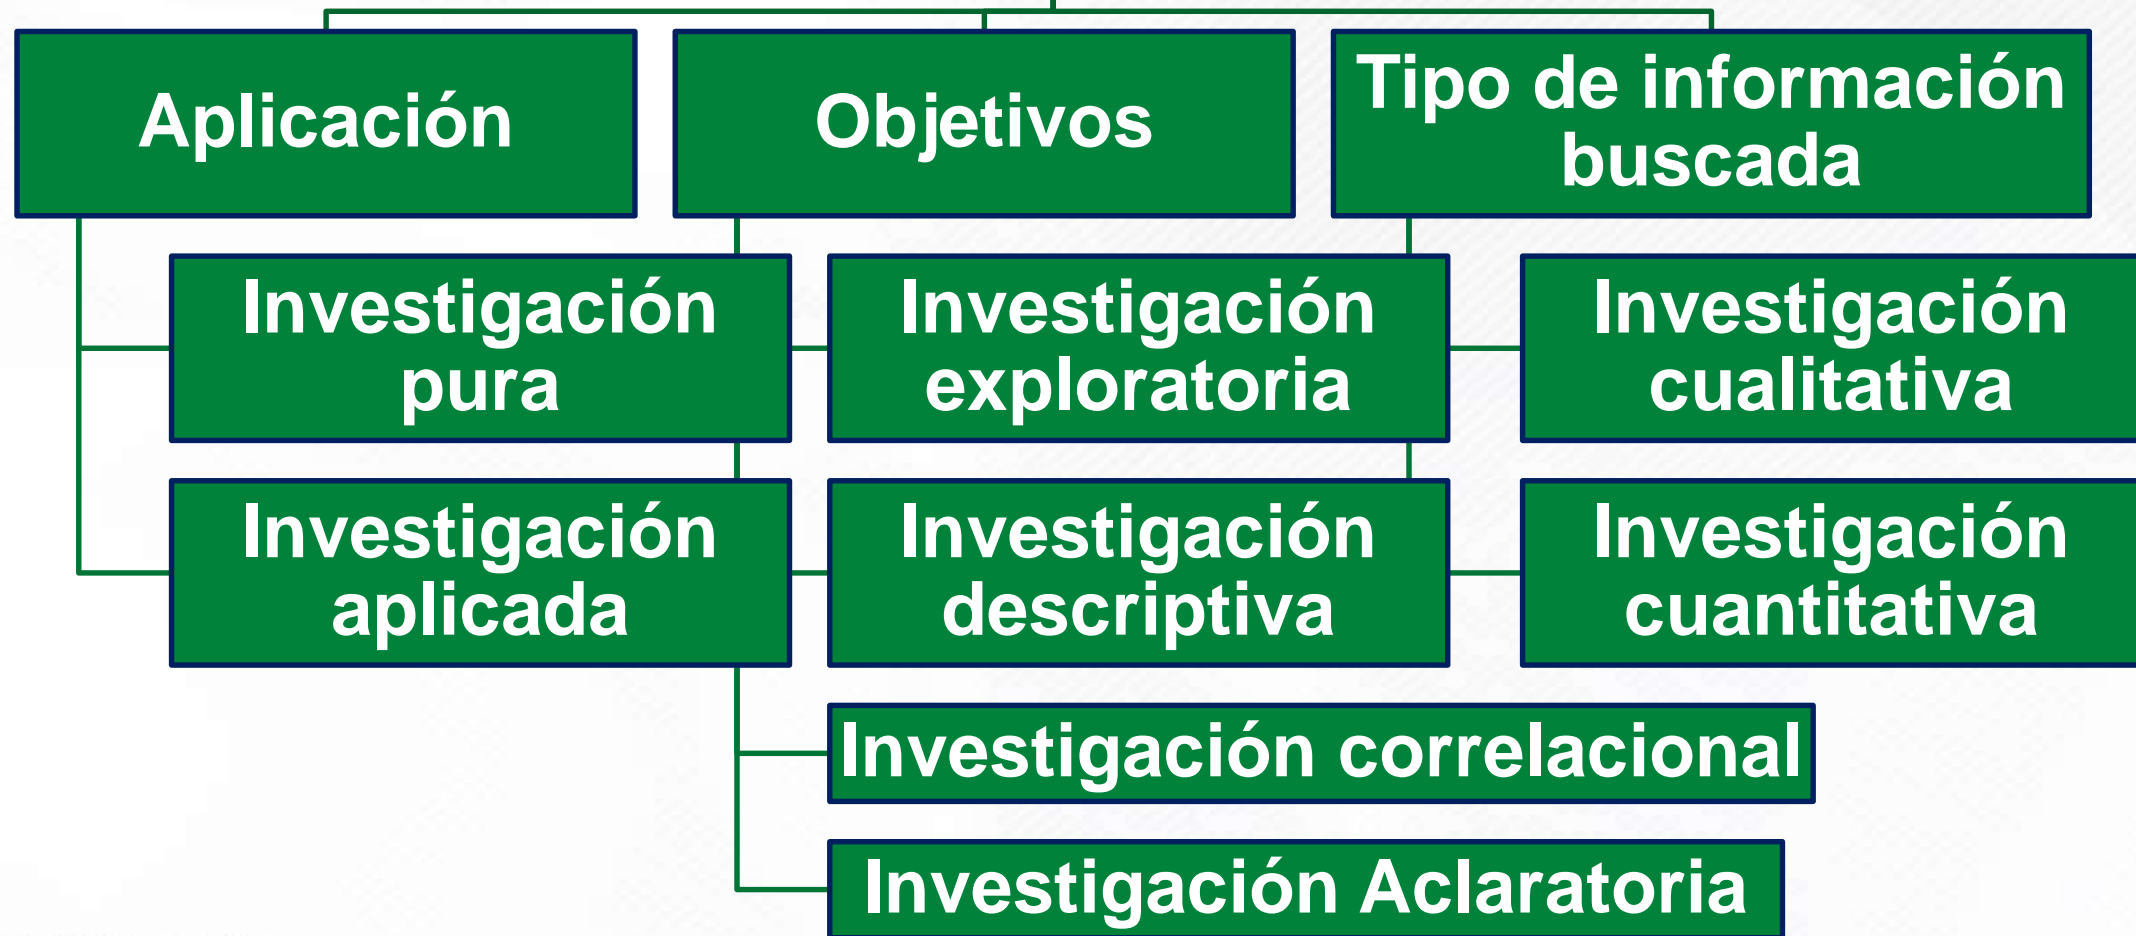 Aplicación
Objetivos
Tipo de información
buscada
Investigación
pura
Investigación
exploratoria
Investigación
cualitativa
Investigación
aplicada
Investigación
descriptiva
Investigación
cuantitativa
Investigación correlacional
Investigación Aclaratoria